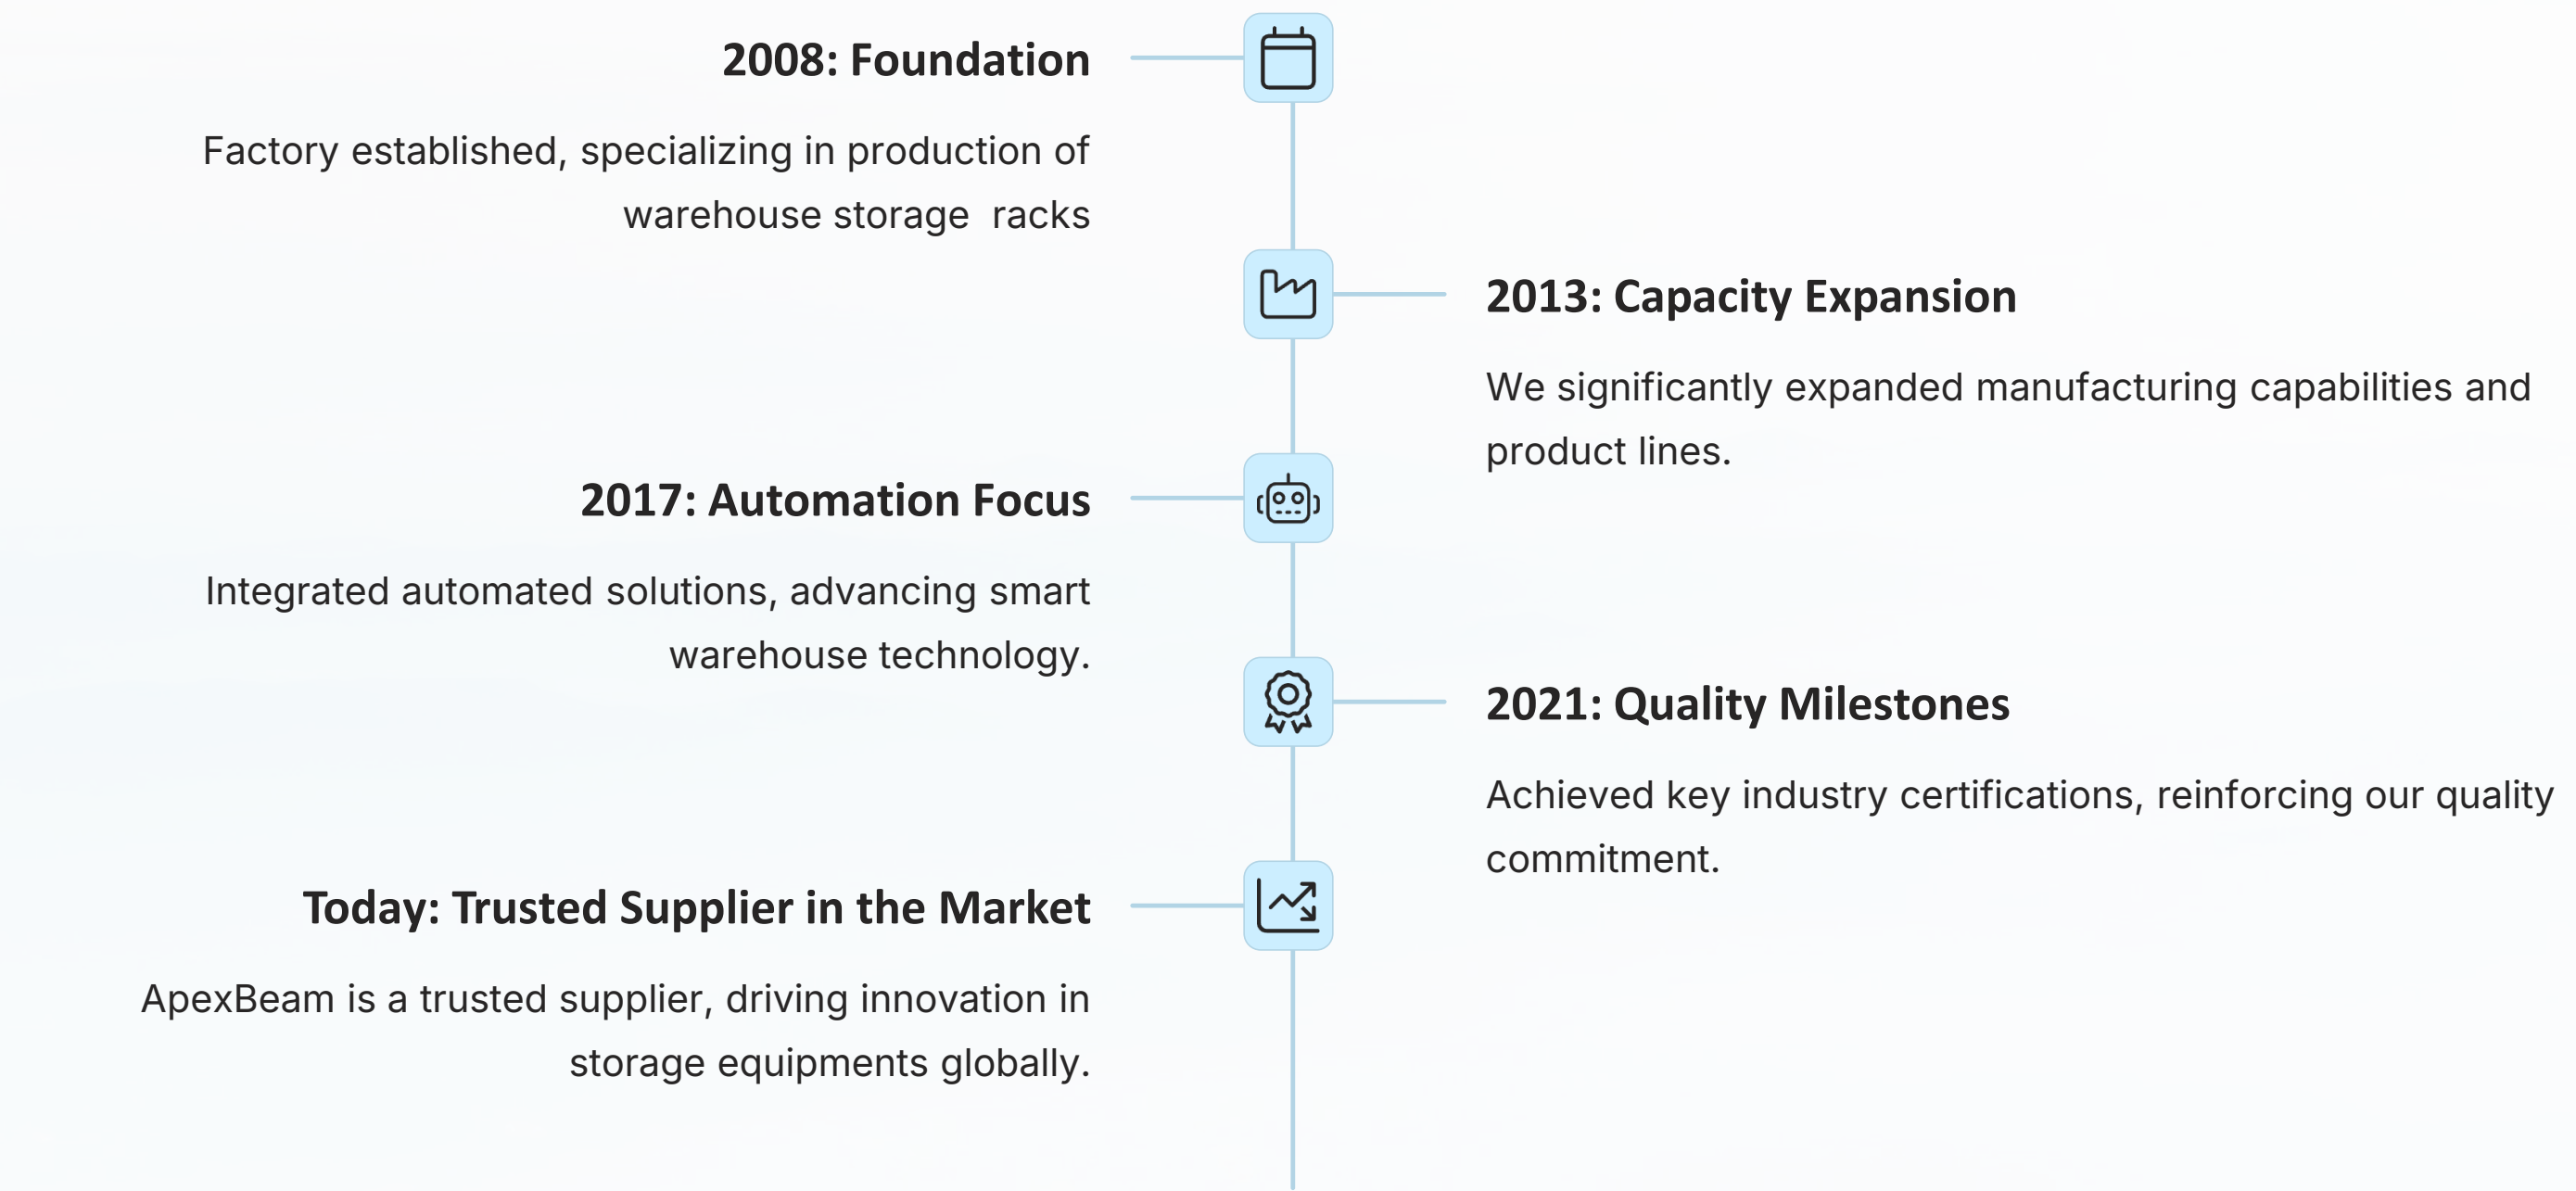 2008: Foundation
Factory established, specializing in production of
warehouse storage  racks
2013: Capacity Expansion
We significantly expanded manufacturing capabilities and
product lines.
2017: Automation Focus
Integrated automated solutions, advancing smart
warehouse technology.
2021: Quality Milestones
Achieved key industry certifications, reinforcing our quality
commitment.
Today: Trusted Supplier in the Market
ApexBeam is a trusted supplier, driving innovation in
storage equipments globally.